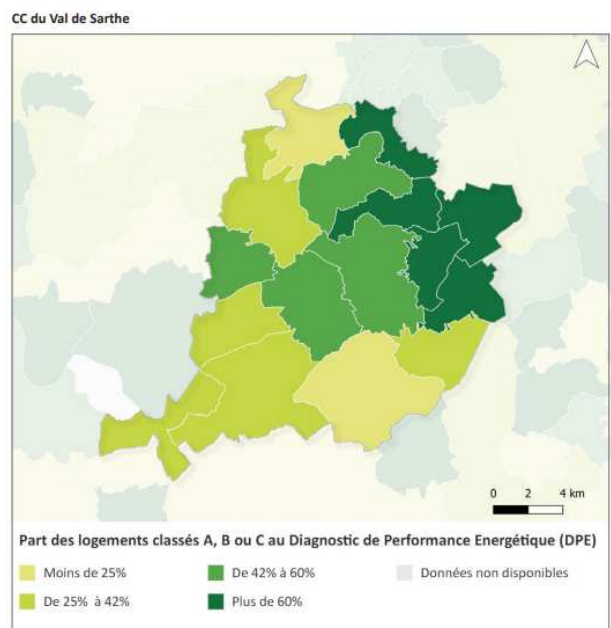 CC du Val de Sarthe
0 2 4 km
Part des logements classés A, B ou C au Diagnostic de Performance Energétique (DPE)
Moins de 25% De 42% à 60% Données non disponibles
De 25% à 42% Plus de 60%